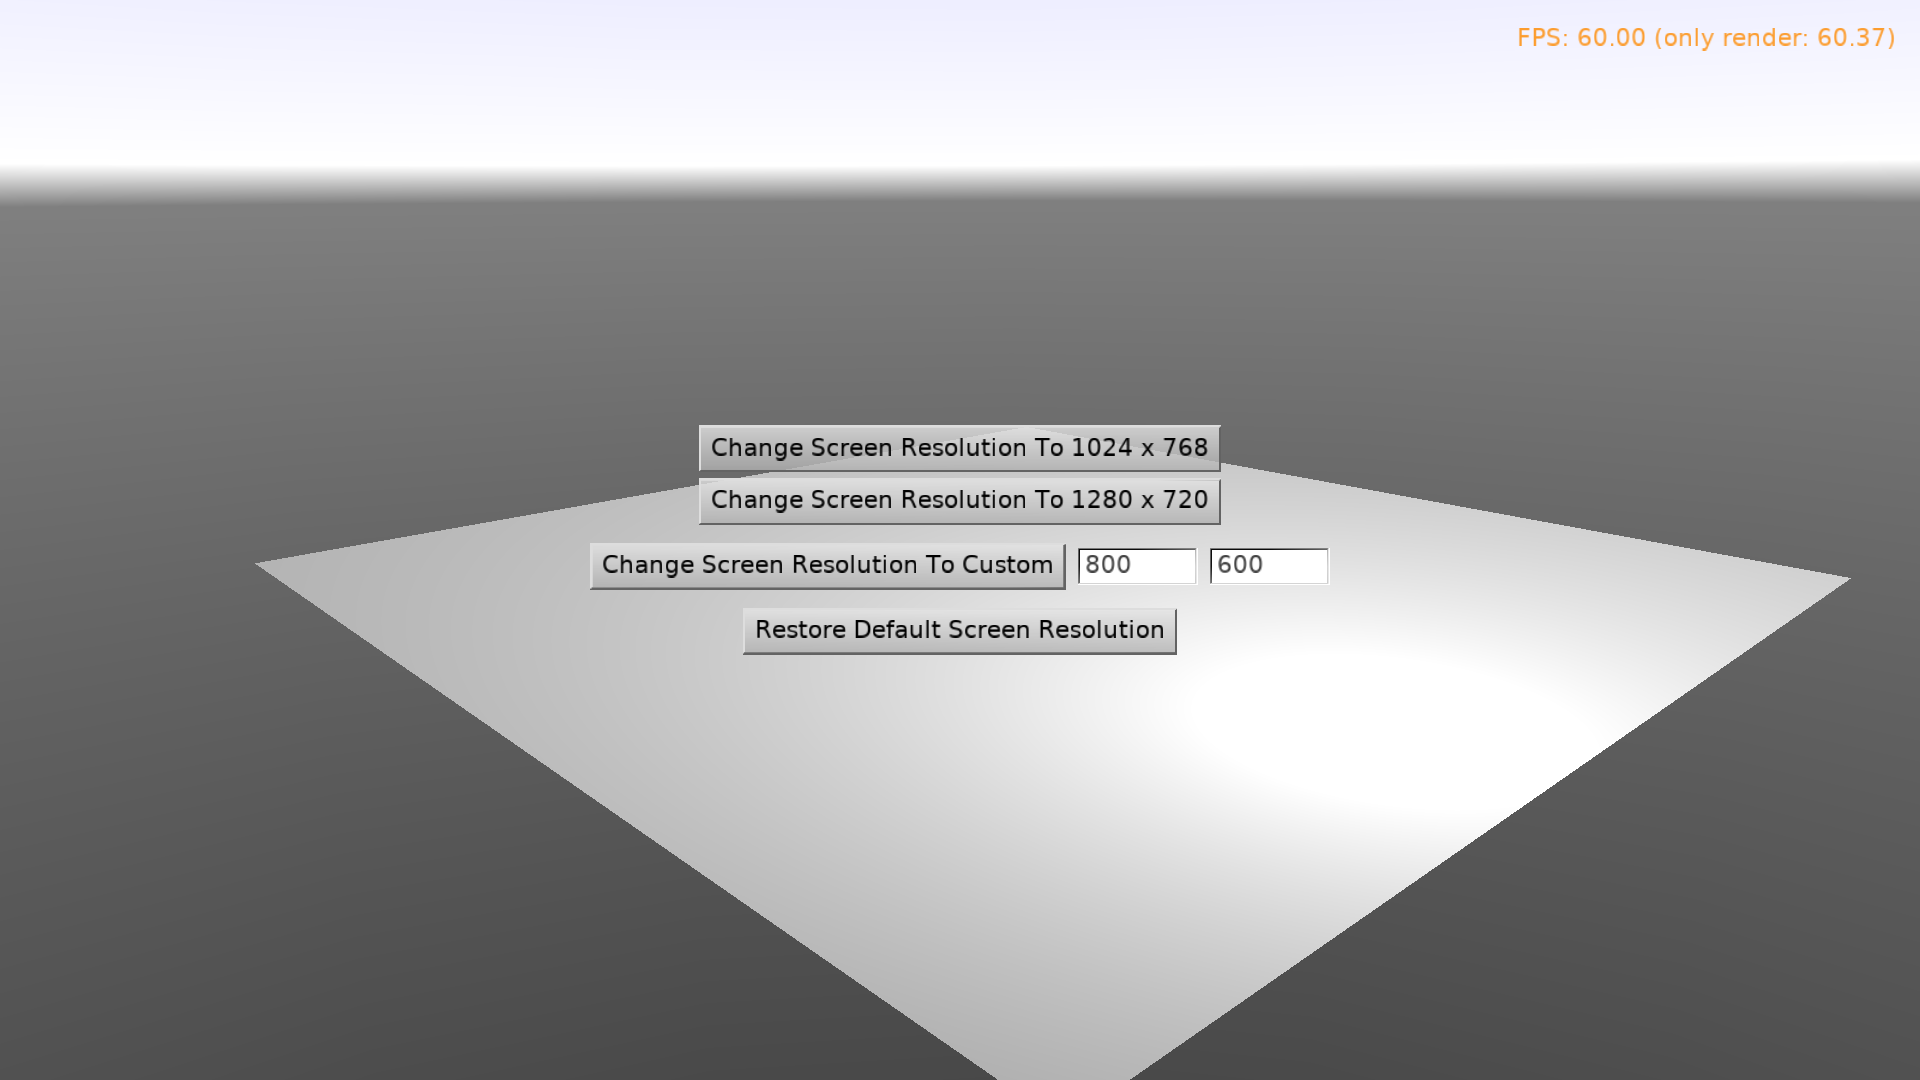 FPS: 60.00 (only render: 60.37)
Change Screen Resolution To 1024 x 768
Change Screen Resolution To 1280 x 720
Change Screen Resolution To Custom 800 600
Restore Default Screen Resolution